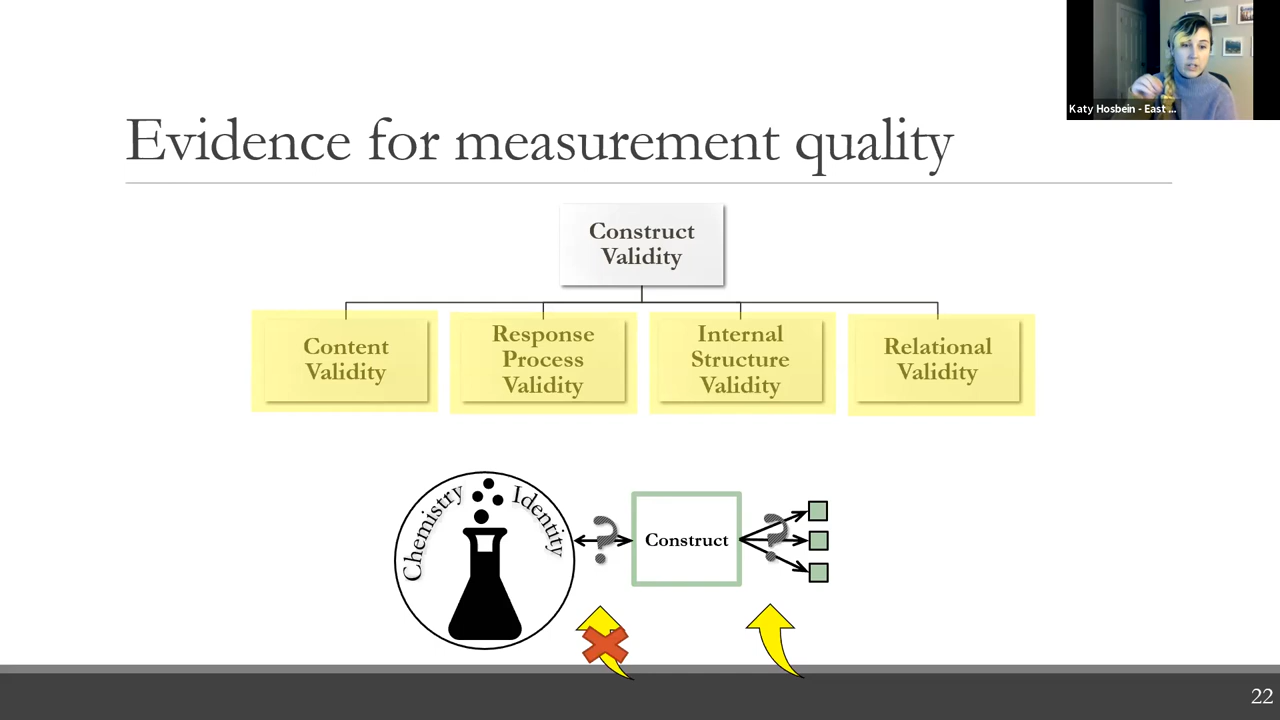 Katy Hosbein - East ...
Evidence for measurement quality
Construct
Validity
Content
Validity
Response
Process
Validity
Internal
Structure
Validity
Relational
Validity
Chemistry Identity
?
Construct
?
22